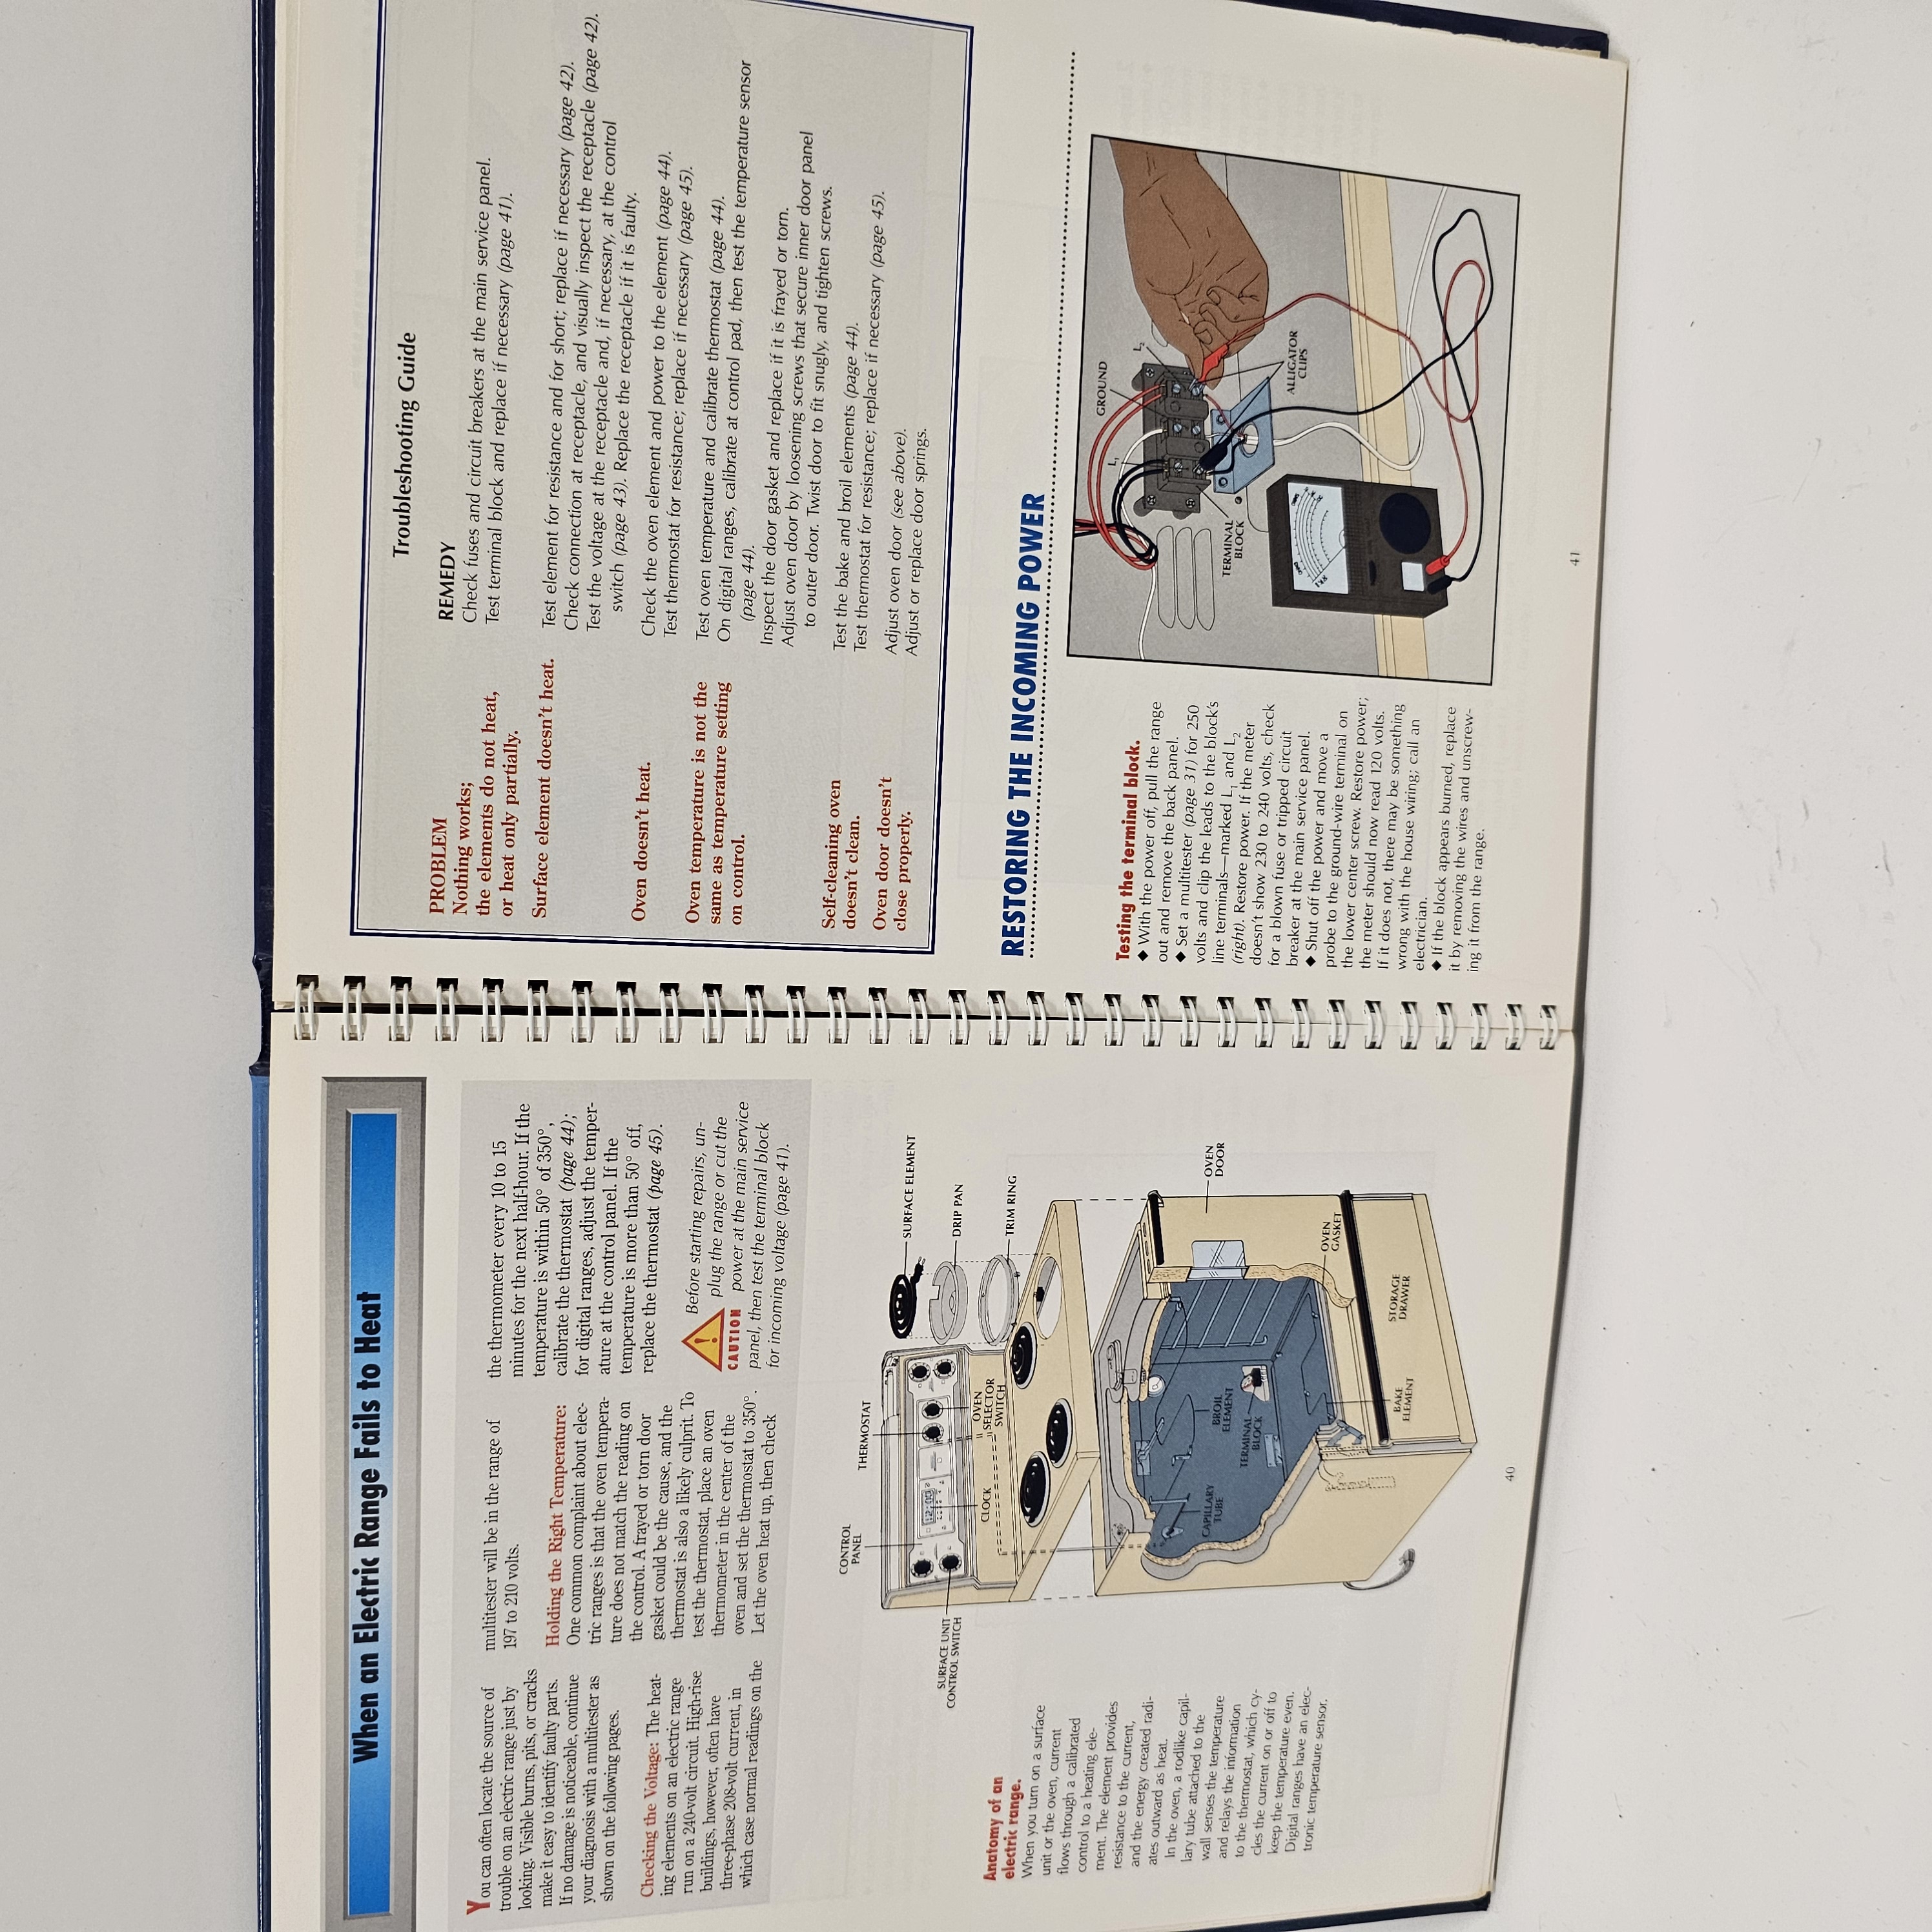 When an Electric Range Fails to Heat
You can often locate the source of
trouble on an electric range just by
looking. Visible burns, pits, or cracks
make it easy to identify faulty parts.
If no damage is noticeable, continue
your diagnosis with a multitester as
shown on the following pages.
Checking the Voltage: The heat-
ing elements on an electric range
run on a 240-volt circuit. High-rise
buildings, however, often have
three-phase 208-volt current, in
which case normal readings on the
multitester will be in the range of
197 to 210 volts.
Holding the Right Temperature:
One common complaint about elec-
tric ranges is that the oven tempera-
ture does not match the reading on
the control. A frayed or torn door
gasket could be the cause, and the
thermostat is also a likely culprit. To
test the thermostat, place an oven
thermometer in the center of the
oven and set the thermostat to 350°.
Let the oven heat up, then check
the thermometer every 10 to 15
minutes for the next half-hour. If the
temperature is within 50° of 350°,
calibrate the thermostat (page 44);
for digital ranges, adjust the temper-
ature at the control panel. If the
temperature is more than 50° off,
replace the thermostat (page 45).
!
CAUTION
Before starting repairs, un-
plug the range or cut the
power at the main service
panel, then test the terminal block
for incoming voltage (page 41).
CONTROL
PANEL
THERMOSTAT
SURFACE ELEMENT
SURFACE UNIT
CONTROL SWITCH
DRIP PAN
CLOCK
OVEN
SELECTOR
SWITCH
TRIM RING
12:00
CAPILLARY
TUBE
BROIL
ELEMENT
TERMINAL
BLOCK
OVEN
DOOR
OVEN
GASKET
BAKE
ELEMENT
STORAGE
DRAWER
Anatomy of an
electric range.
When you turn on a surface
unit or the oven, current
flows through a calibrated
control to a heating ele-
ment. The element provides
resistance to the current,
and the energy created radi-
ates outward as heat.
In the oven, a rodlike capil-
lary tube attached to the
wall senses the temperature
and relays the information
to the thermostat, which cy-
cles the current on or off to
keep the temperature even.
Digital ranges have an elec-
tronic temperature sensor.
40
Troubleshooting Guide
PROBLEM
REMEDY
Nothing works;
the elements do not heat,
or heat only partially.
Check fuses and circuit breakers at the main service panel.
Test terminal block and replace if necessary (page 41).
Surface element doesn't heat.
Test element for resistance and for short; replace if necessary (page 42).
Check connection at receptacle, and visually inspect the receptacle (page 42).
Test the voltage at the receptacle and, if necessary, at the control
switch (page 43). Replace the receptacle if it is faulty.
Oven doesn't heat.
Check the oven element and power to the element (page 44).
Test thermostat for resistance; replace if necessary (page 45).
Oven temperature is not the
same as temperature setting
on control.
Test oven temperature and calibrate thermostat (page 44).
On digital ranges, calibrate at control pad, then test the temperature sensor
(page 44).
Inspect the door gasket and replace if it is frayed or torn.
Adjust oven door by loosening screws that secure inner door panel
to outer door. Twist door to fit snugly, and tighten screws.
Self-cleaning oven
doesn't clean.
Test the bake and broil elements (page 44).
Test thermostat for resistance; replace if necessary (page 45).
Oven door doesn't
close properly.
Adjust oven door (see above).
Adjust or replace door springs.
RESTORING THE INCOMING POWER
Testing the terminal block.
◆ With the power off, pull the range
out and remove the back panel.
◆ Set a multitester (page 31) for 250
volts and clip the leads to the block's
line terminals—marked L1 and L2
(right). Restore power. If the meter
doesn't show 230 to 240 volts, check
for a blown fuse or tripped circuit
breaker at the main service panel.
◆ Shut off the power and move a
probe to the ground-wire terminal on
the lower center screw. Restore power;
the meter should now read 120 volts.
If it does not, there may be something
wrong with the house wiring; call an
electrician.
◆ If the block appears burned, replace
it by removing the wires and unscrew-
ing it from the range.
GROUND
L1
L2
TERMINAL
BLOCK
ALLIGATOR
CLIPS
41